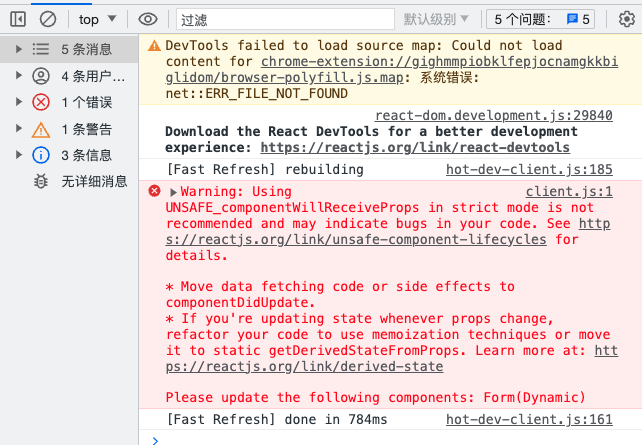 top
过滤
默认级别
5 个问题:
5
5 条消息
4 条用户…
1 个错误
1 条警告
3 条信息
无详细消息
DevTools failed to load source map: Could not load
content for chrome-extension://gighmmpiobklfepjocnamgkkbi
glidom/browser-polyfill.js.map: 系统错误:
net::ERR_FILE_NOT_FOUND
react-dom.development.js:29840
Download the React DevTools for a better development
experience: https://reactjs.org/link/react-devtools
[Fast Refresh] rebuilding hot-dev-client.js:185
Warning: Using client.js:1
UNSAFE_componentWillReceiveProps in strict mode is not
recommended and may indicate bugs in your code. See http
s://reactjs.org/link/unsafe-component-lifecycles for
details.
* Move data fetching code or side effects to
componentDidUpdate.
* If you're updating state whenever props change,
refactor your code to use memoization techniques or move
it to static getDerivedStateFromProps. Learn more at: htt
ps://reactjs.org/link/derived-state
Please update the following components: Form(Dynamic)
[Fast Refresh] done in 784ms hot-dev-client.js:161